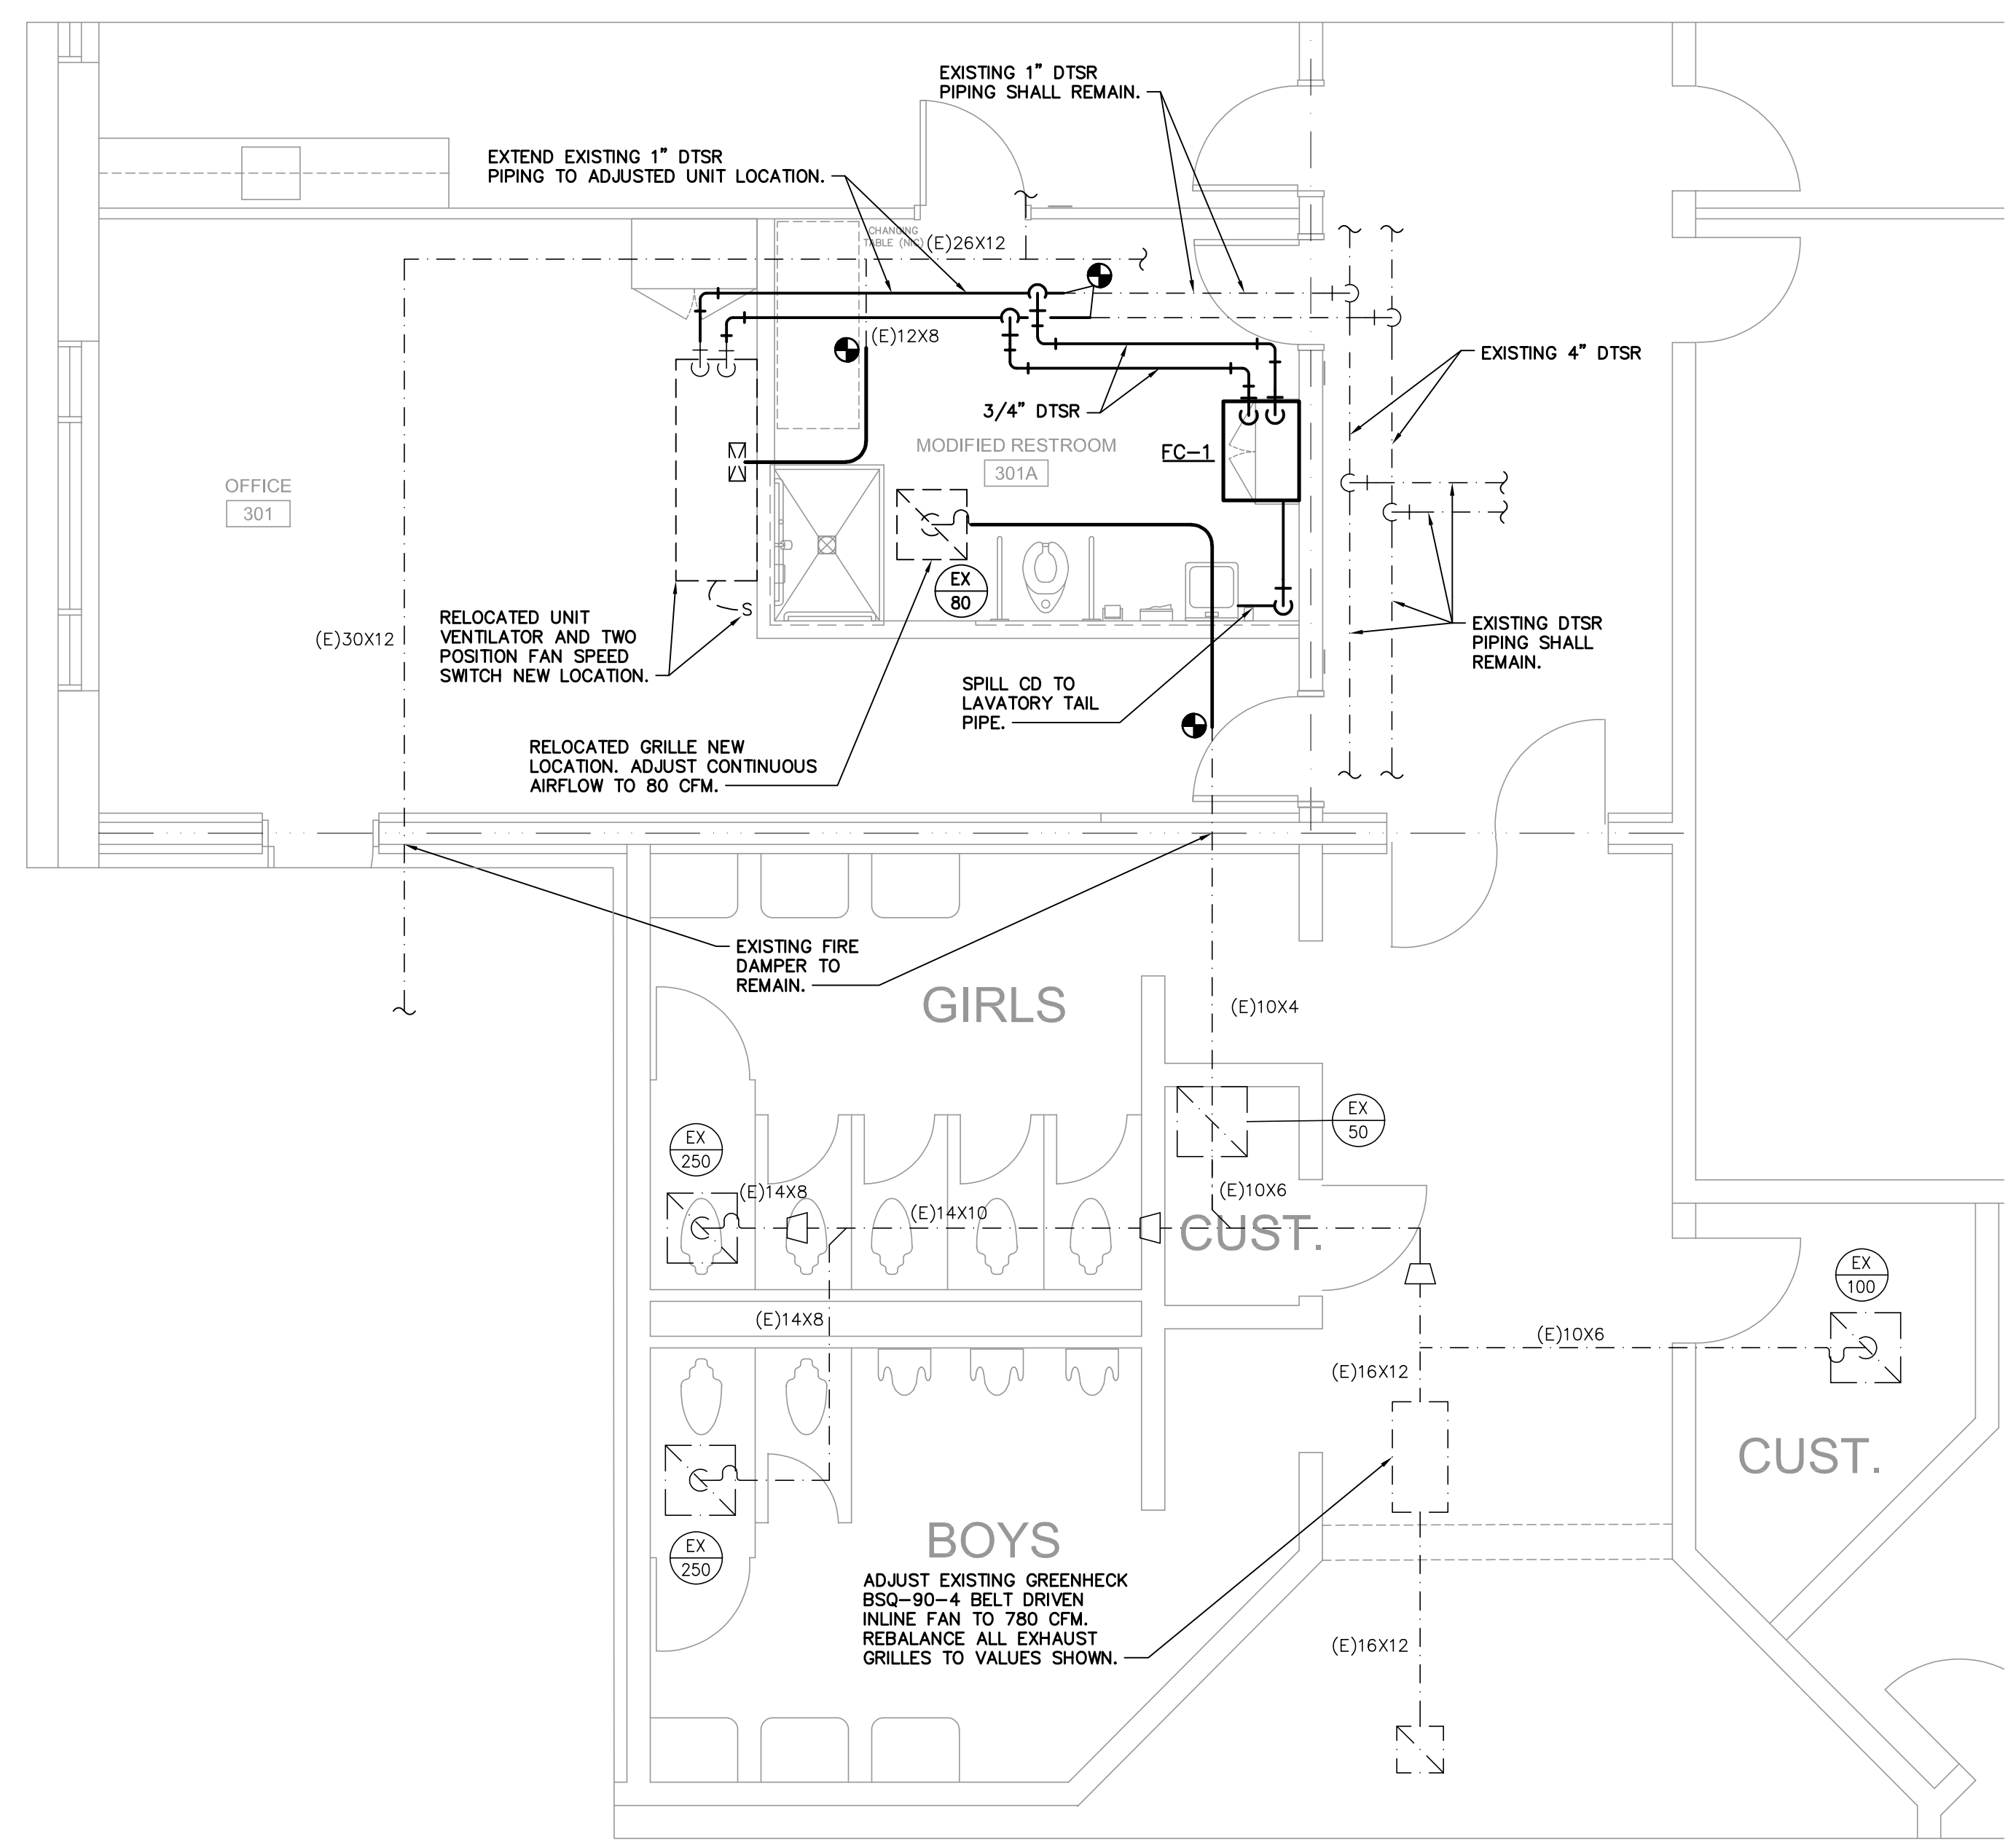 EXISTING 1" DTSR
PIPING SHALL REMAIN.
EXTEND EXISTING 1" DTSR
PIPING TO ADJUSTED UNIT LOCATION.
CHANGING
TABLE (NIC)
(E)26X12
(E)12X8
EXISTING 4" DTSR
3/4" DTSR
MODIFIED RESTROOM
301A
FC-1
OFFICE
301
EX
80
S
RELOCATED UNIT
VENTILATOR AND TWO
POSITION FAN SPEED
SWITCH NEW LOCATION.
(E)30X12
EXISTING DTSR
PIPING SHALL
REMAIN.
SPILL CD TO
LAVATORY TAIL
PIPE.
RELOCATED GRILLE NEW
LOCATION. ADJUST CONTINUOUS
AIRFLOW TO 80 CFM.
EXISTING FIRE
DAMPER TO
REMAIN.
GIRLS
(E)10X4
EX
50
EX
250
(E)14X8
(E)14X10
(E)10X6
CUST.
EX
100
(E)14X8
(E)10X6
(E)16X12
CUST.
BOYS
EX
250
ADJUST EXISTING GREENHECK
BSQ-90-4 BELT DRIVEN
INLINE FAN TO 780 CFM.
REBALANCE ALL EXHAUST
GRILLES TO VALUES SHOWN.
(E)16X12